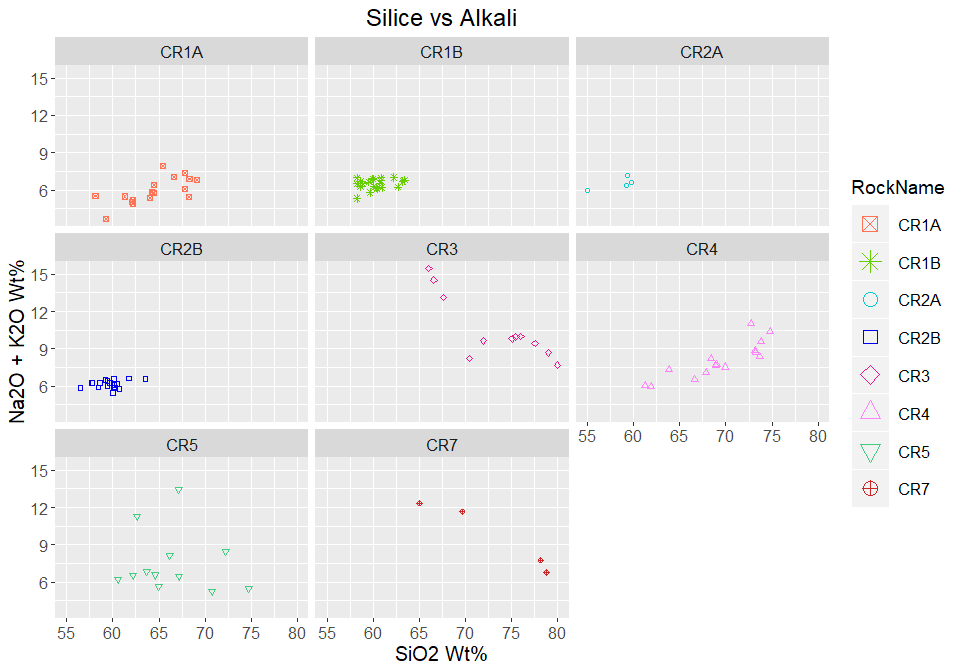 Silice vs Alkali
CR1A CR1B CR2A
15
12
9
6
CR2B CR3 CR4
15
12
9
6
55 60 65 70 75 80
CR5 CR7
15
12
9
6
55 60 65 70 75 80 55 60 65 70 75 80
SiO2 Wt%
Na2O + K2O Wt%
RockName
CR1A
CR1B
CR2A
CR2B
CR3
CR4
CR5
CR7